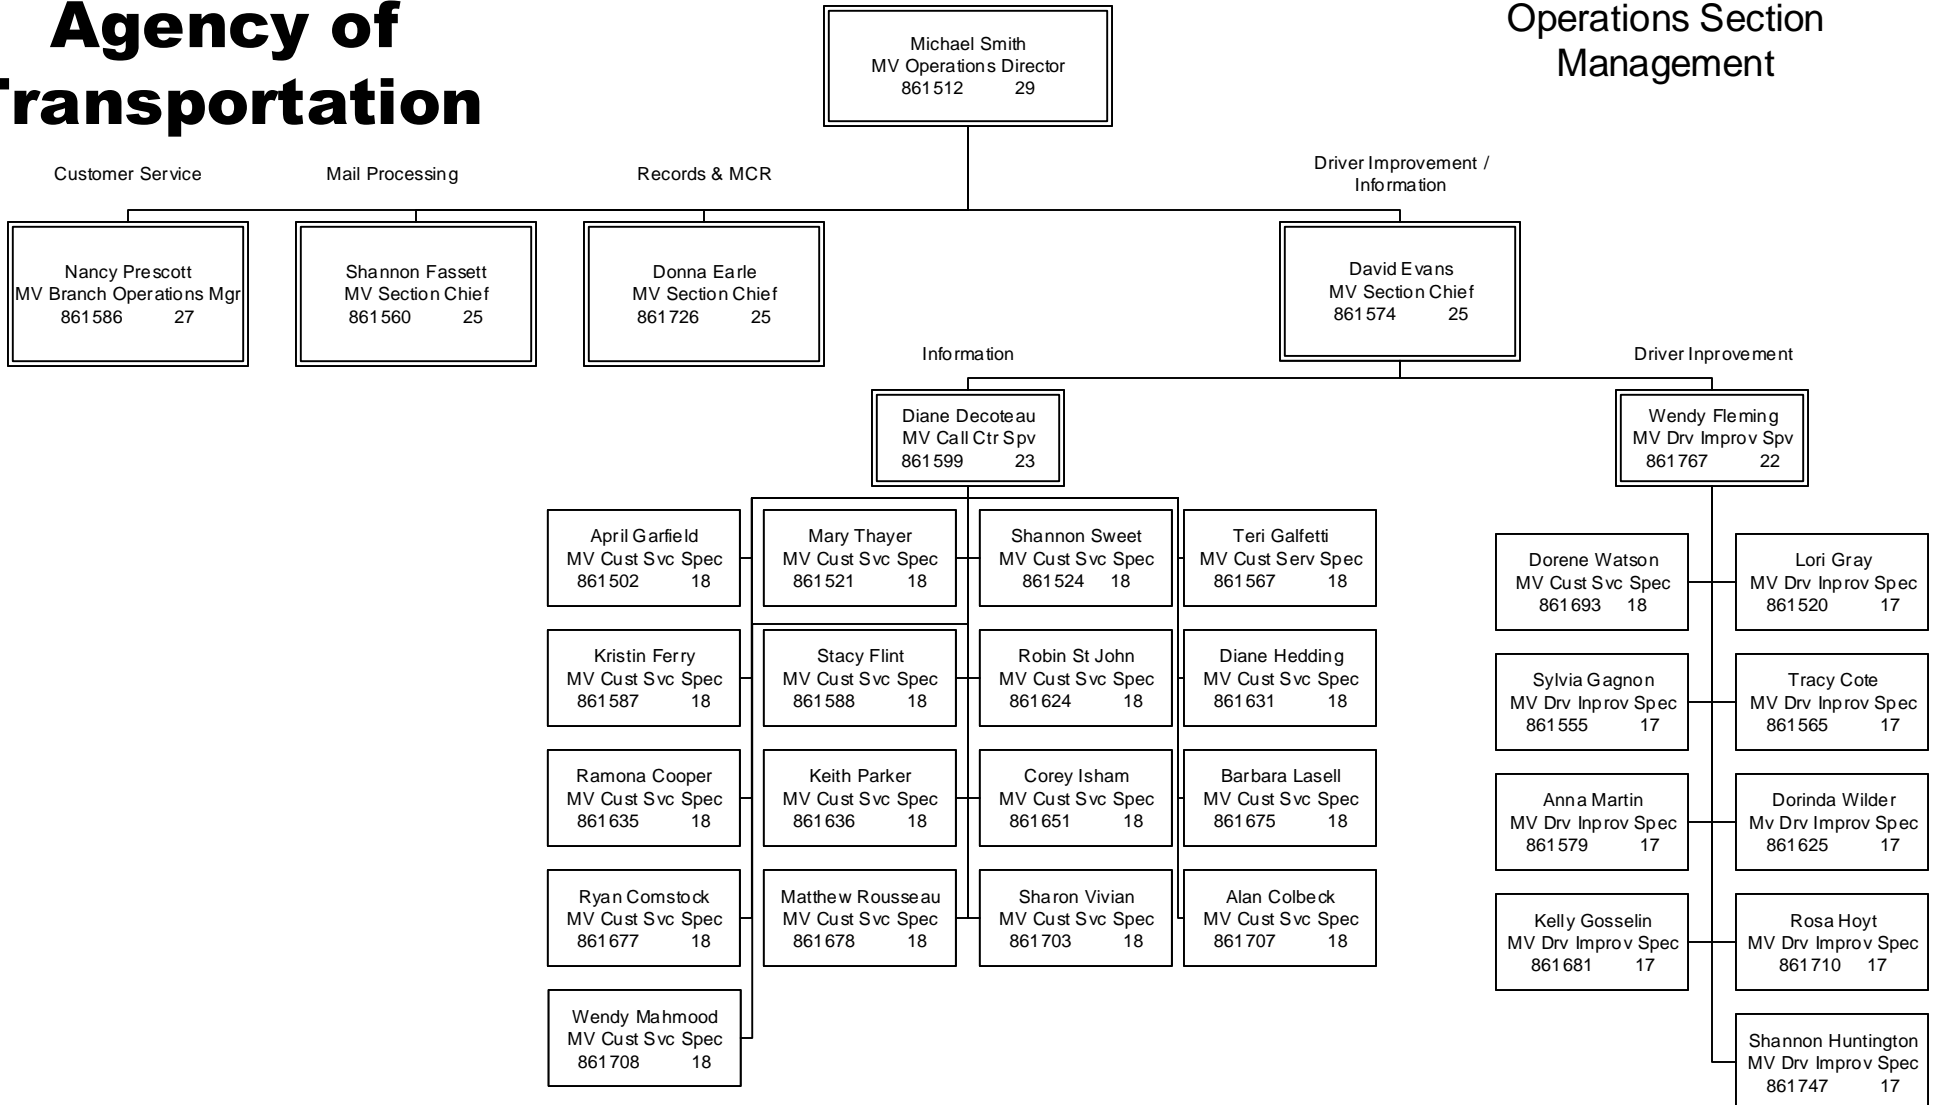 Agency of
Transportation
Operations Section
Management
Michael Smith
MV Operations Director
861512 29
Customer Service
Mail Processing
Records & MCR
Driver Improvement /
Information
Nancy Prescott
MV Branch Operations Mgr
861586 27
Shannon Fassett
MV Section Chief
861560 25
Donna Earle
MV Section Chief
861726 25
David Evans
MV Section Chief
861574 25
Information
Driver Inprovement
Diane Decoteau
MV Call Ctr Spv
861599 23
Wendy Fleming
MV Drv Improv Spv
861767 22
April Garfield
MV Cust Svc Spec
861502 18
Mary Thayer
MV Cust Svc Spec
861521 18
Shannon Sweet
MV Cust Svc Spec
861524 18
Teri Galfetti
MV Cust Serv Spec
861567 18
Dorene Watson
MV Cust Svc Spec
861693 18
Lori Gray
MV Drv Inprov Spec
861520 17
Kristin Ferry
MV Cust Svc Spec
861587 18
Stacy Flint
MV Cust Svc Spec
861588 18
Robin St John
MV Cust Svc Spec
861624 18
Diane Hedding
MV Cust Svc Spec
861631 18
Sylvia Gagnon
MV Drv Inprov Spec
861555 17
Tracy Cote
MV Drv Inprov Spec
861565 17
Ramona Cooper
MV Cust Svc Spec
861635 18
Keith Parker
MV Cust Svc Spec
861636 18
Corey Isham
MV Cust Svc Spec
861651 18
Barbara Lasell
MV Cust Svc Spec
861675 18
Anna Martin
MV Drv Inprov Spec
861579 17
Dorinda Wilder
Mv Drv Improv Spec
861625 17
Ryan Comstock
MV Cust Svc Spec
861677 18
Matthew Rousseau
MV Cust Svc Spec
861678 18
Sharon Vivian
MV Cust Svc Spec
861703 18
Alan Colbeck
MV Cust Svc Spec
861707 18
Kelly Gosselin
MV Drv Improv Spec
861681 17
Rosa Hoyt
MV Drv Improv Spec
861710 17
Wendy Mahmood
MV Cust Svc Spec
861708 18
Shannon Huntington
MV Drv Improv Spec
861747 17